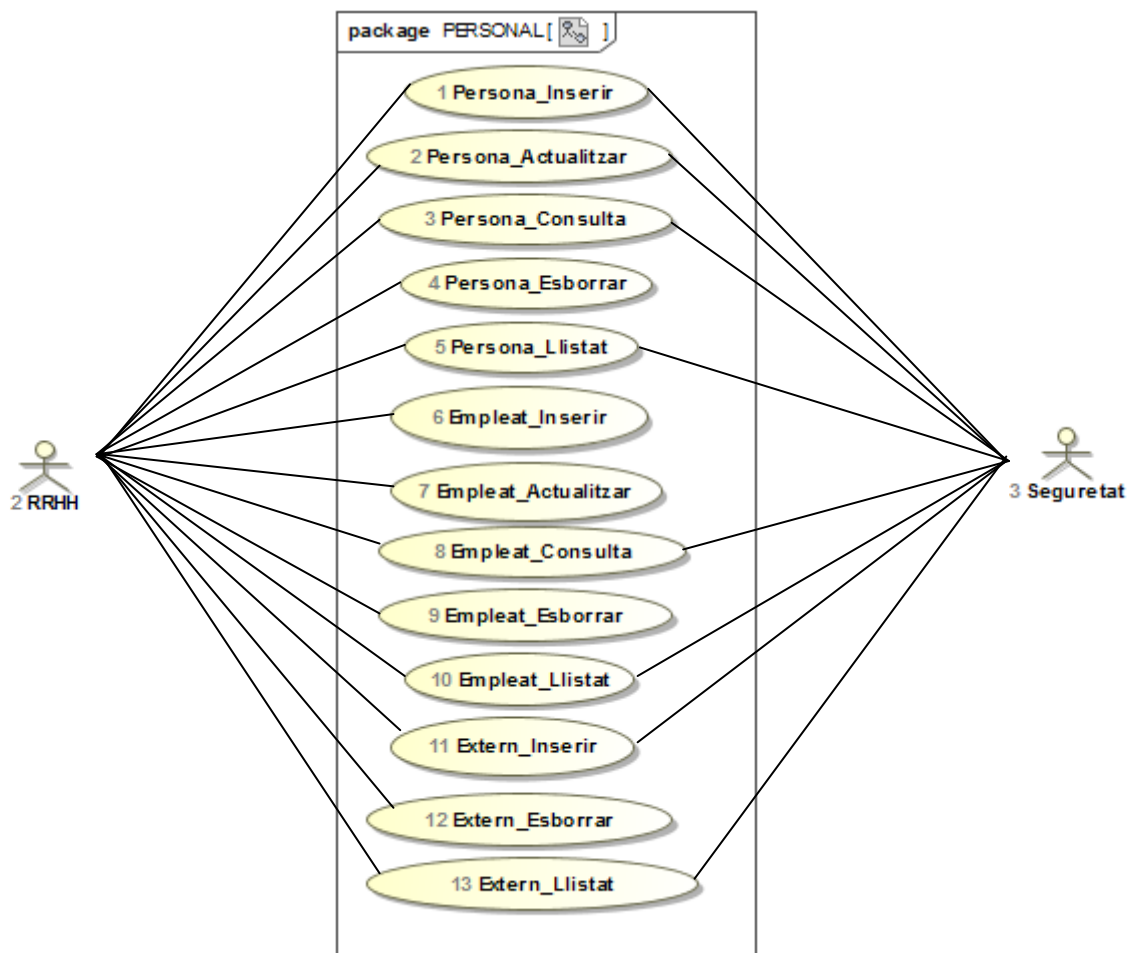 package PERSONAL [ ]
1 Persona_Inserir
2 Persona_Actualitzar
3 Persona_Consulta
4 Persona_Esborrar
5 Persona_Llistat
6 Empleat_Inserir
7 Empleat_Actualitzar
8 Empleat_Consulta
9 Empleat_Esborrar
10 Empleat_Llistat
11 Extern_Inserir
12 Extern_Esborrar
13 Extern_Llistat
2 RRHH
3 Seguretat